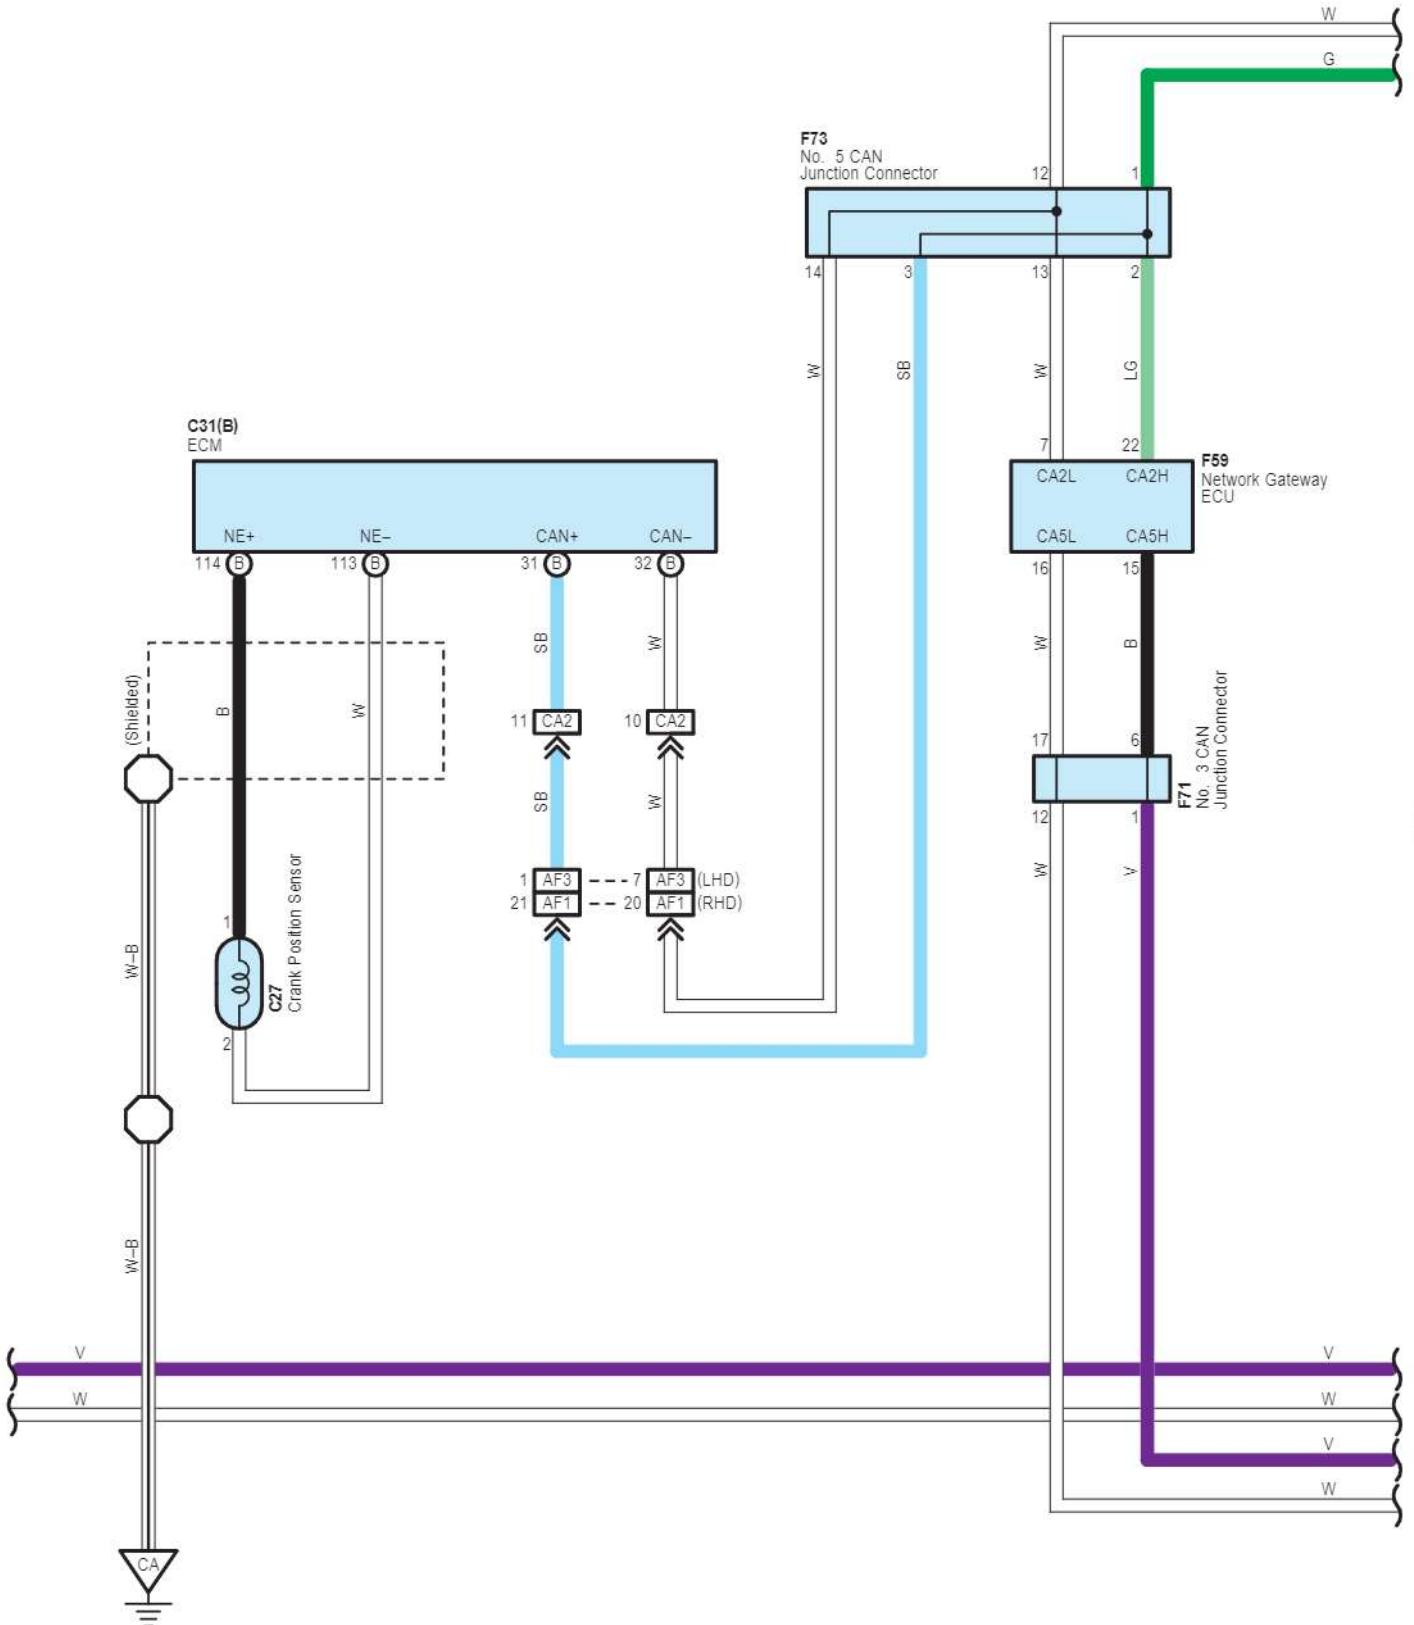 W
G
F73
No. 5 CAN
Junction Connector
12
1
14
3
13
2
W
SB
W
LG
C31(B)
ECM
7
22
F59
Network Gateway
ECU
CA2L
CA2H
NE+
NE–
CAN+
CAN–
CA5L
CA5H
114
B
113
B
31
B
32
B
16
15
SB
W
W
B
(Shielded)
B
W
11
CA2
10
CA2
17
6
F71
No. 3 CAN
Junction Connector
SB
W
12
1
W
V
1
AF3
7
AF3
(LHD)
21
AF1
20
AF1
(RHD)
1
C27
Crank Position Sensor
W–B
2
W–B
V
V
W
W
V
W
CA